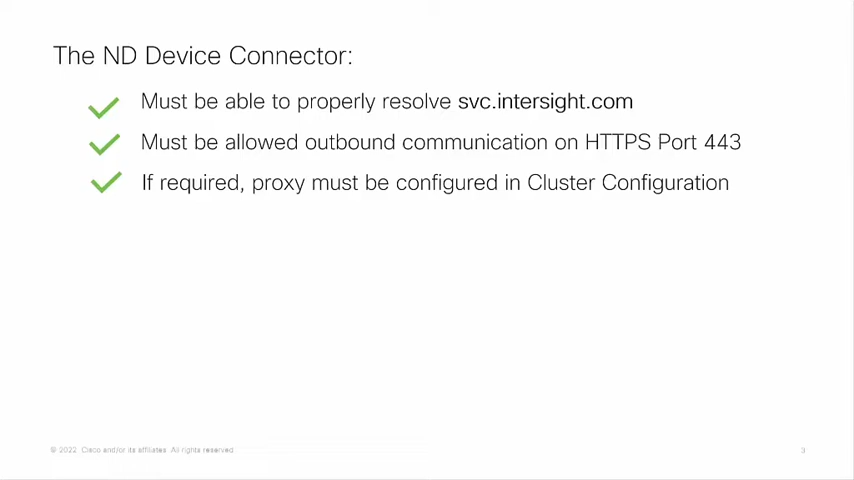 The ND Device Connector:
Must be able to properly resolve svc.intersight.com
Must be allowed outbound communication on HTTPS Port 443
If required, proxy must be configured in Cluster Configuration
© 2022 Cisco and/or its affiliates. All rights reserved.
3